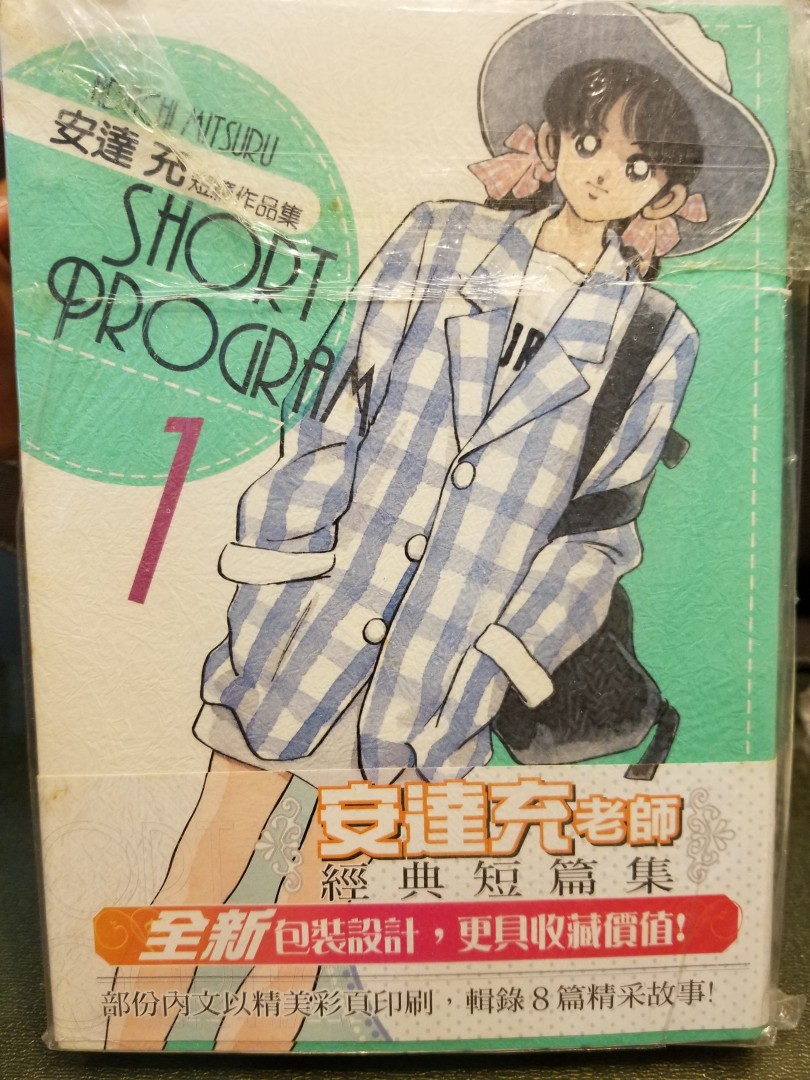 ADACHI MITSURU
安達 充 短篇作品集
SHORT
PROGRAM
1
UR
安達充老師
經典短篇集
全新包裝設計，更具收藏價值!
部份內文以精美彩頁印刷，輯錄8篇精采故事!